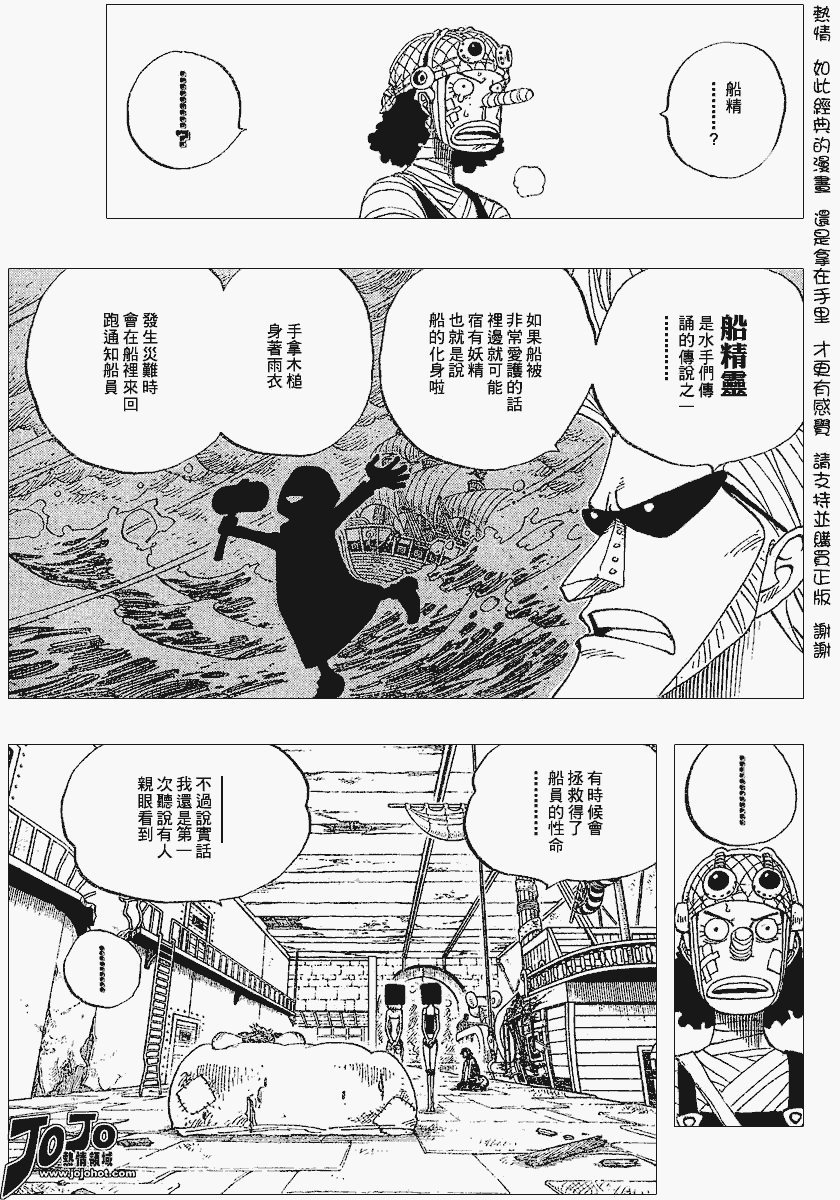 船精
………？
………？
船精靈
是水手們傳
誦的傳說之一
………
如果船被
非常愛護的話
裡邊就可能
宿有妖精
也就是說
船的化身啦
手拿木槌
身著雨衣
發生災難時
會在船裡來回
跑通知船員
………
有時候會
拯救得了
船員的性命
………
——
不過說實話
我還是第一
次聽說有人
親眼看到
………
熱情 如此經典的漫畫 還是拿在手里 才更有感覺 請支持並購買正版 謝謝
JOJO
熱情領域
www.jojohot.com